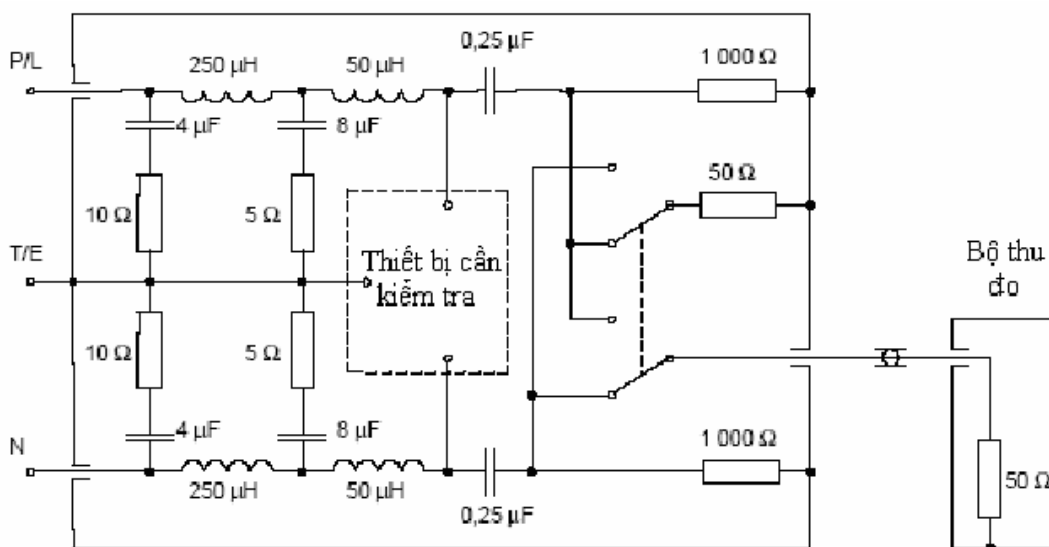 P/L
250 µH
50 µH
0,25 µF
1 000 Ω
4 µF
8 µF
50 Ω
10 Ω
5 Ω
T/E
Thiết bị cần
kiểm tra
Bộ thu
đo
10 Ω
5 Ω
4 µF
8 µF
N
250 µH
50 µH
0,25 µF
1 000 Ω
50 Ω